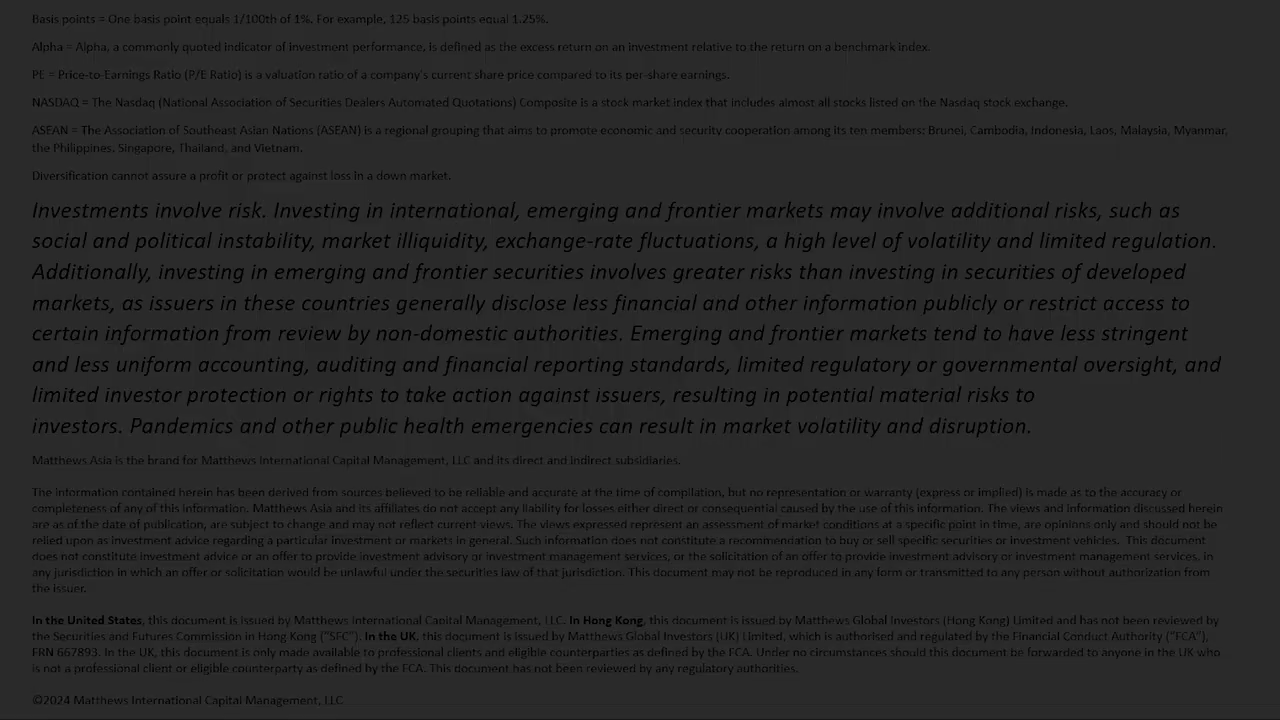 Basis points = One basis point equals 1/100th of 1%. For example, 125 basis points equal 1.25%.
Alpha = Alpha, a commonly quoted indicator of investment performance, is defined as the excess return on an investment relative to the return on a benchmark index.
PE = Price-to-Earnings Ratio (P/E Ratio) is a valuation ratio of a company's current share price compared to its per-share earnings.
NASDAQ = The Nasdaq (National Association of Securities Dealers Automated Quotations) Composite is a stock market index that includes almost all stocks listed on the Nasdaq stock exchange.
ASEAN = The Association of Southeast Asian Nations (ASEAN) is a regional grouping that aims to promote economic and security cooperation among its ten members: Brunei, Cambodia, Indonesia, Laos, Malaysia, Myanmar,
the Philippines, Singapore, Thailand, and Vietnam.
Diversification cannot assure a profit or protect against loss in a down market.
Investments involve risk. Investing in international, emerging and frontier markets may involve additional risks, such as
social and political instability, market illiquidity, exchange-rate fluctuations, a high level of volatility and limited regulation.
Additionally, investing in emerging and frontier securities involves greater risks than investing in securities of developed
markets, as issuers in these countries generally disclose less financial and other information publicly or restrict access to
certain information from review by non-domestic authorities. Emerging and frontier markets tend to have less stringent
and less uniform accounting, auditing and financial reporting standards, limited regulatory or governmental oversight, and
limited investor protection or rights to take action against issuers, resulting in potential material risks to
investors. Pandemics and other public health emergencies can result in market volatility and disruption.
Matthews Asia is the brand for Matthews International Capital Management, LLC and its direct and indirect subsidiaries.
The information contained herein has been derived from sources believed to be reliable and accurate at the time of compilation, but no representation or warranty (express or implied) is made as to the accuracy or
completeness of any of this information. Matthews Asia and its affiliates do not accept any liability for losses either direct or consequential caused by the use of this information. The views and information discussed herein
are as of the date of publication, are subject to change and may not reflect current views. The views expressed represent an assessment of market conditions at a specific point in time, are opinions only and should not be
relied upon as investment advice regarding a particular investment or markets in general. Such information does not constitute a recommendation to buy or sell specific securities or investment vehicles. This document
does not constitute investment advice or an offer to provide investment advisory or investment management services, or the solicitation of an offer to provide investment advisory or investment management services, in
any jurisdiction in which an offer or solicitation would be unlawful under the securities law of that jurisdiction. This document may not be reproduced in any form or transmitted to any person without authorization from
the issuer.
In the United States, this document is issued by Matthews International Capital Management, LLC. In Hong Kong, this document is issued by Matthews Global Investors (Hong Kong) Limited and has not been reviewed by
the Securities and Futures Commission in Hong Kong ("SFC"). In the UK, this document is issued by Matthews Global Investors (UK) Limited, which is authorised and regulated by the Financial Conduct Authority ("FCA"),
FRN 667893. In the UK, this document is only made available to professional clients and eligible counterparties as defined by the FCA. Under no circumstances should this document be forwarded to anyone in the UK who
is not a professional client or eligible counterparty as defined by the FCA. This document has not been reviewed by any regulatory authorities.
©2024 Matthews International Capital Management, LLC